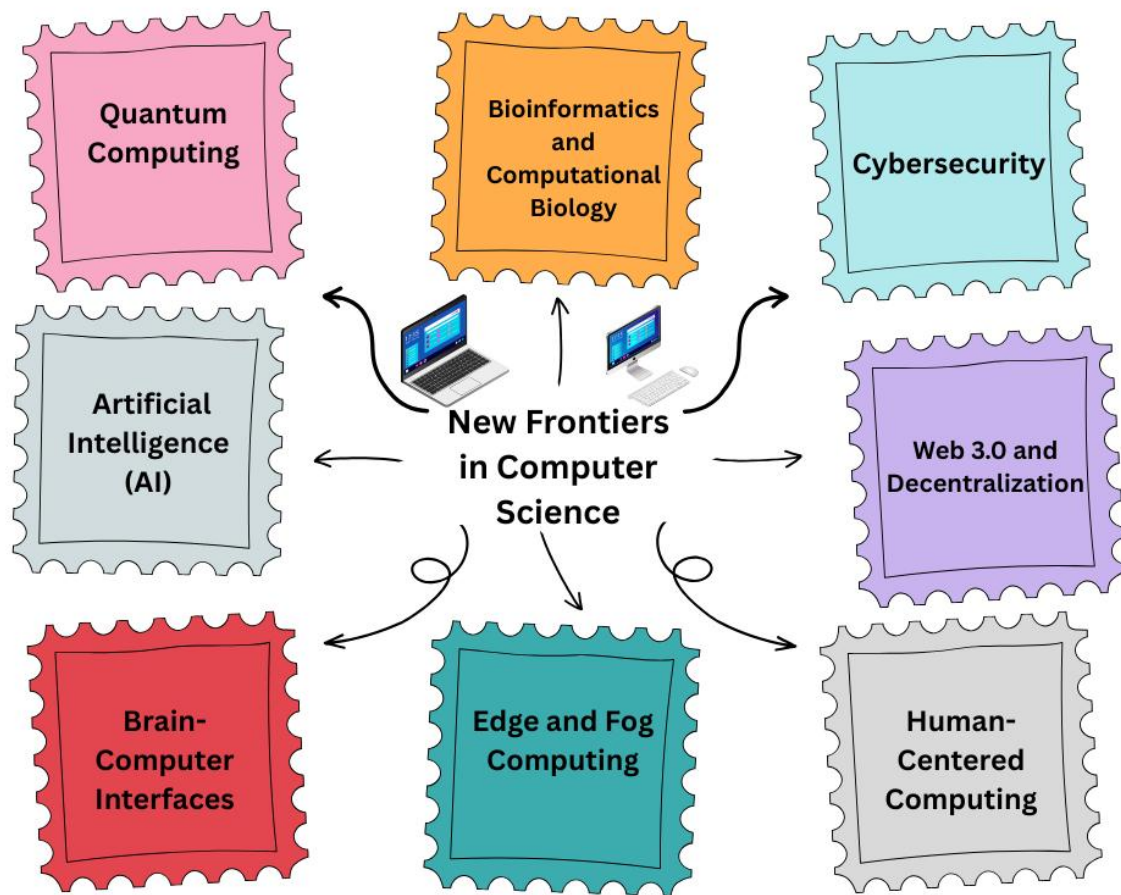 Quantum
Computing
Bioinformatics
and
Computational
Biology
Cybersecurity
Artificial
Intelligence
(AI)
New Frontiers
in Computer
Science
Web 3.0 and
Decentralization
Brain-
Computer
Interfaces
Edge and Fog
Computing
Human-
Centered
Computing